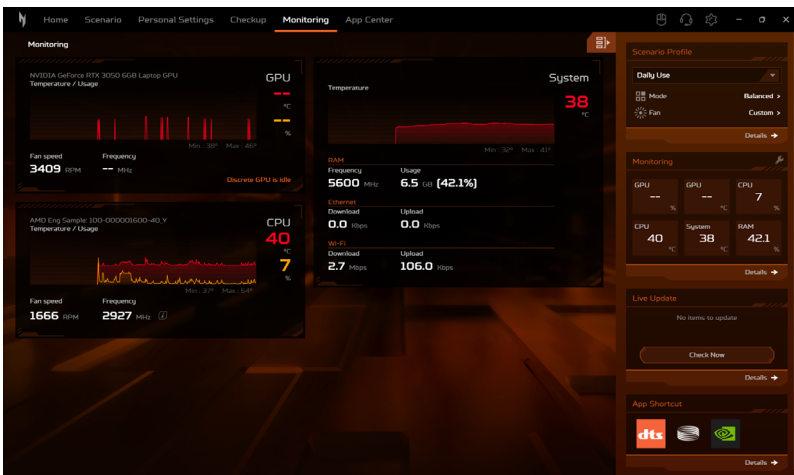 Home Scenario Personal Settings Checkup Monitoring App Center
Monitoring
NVIDIA GeForce RTX 3050 6GB Laptop GPU
Temperature / Usage
GPU
--
°C
--
%
Min : 38° Max : 46°
Fan speed Frequency
3409 RPM -- MHz
Discrete GPU is idle
AMD Eng Sample: 100-000001600-40_Y
Temperature / Usage
CPU
40
°C
7
%
Min : 37° Max : 54°
Fan speed Frequency
1666 RPM 2927 MHz
System
Temperature
38
°C
Min : 32° Max : 41°
RAM
Frequency Usage
5600 MHz 6.5 GB (42.1%)
Ethernet
Download Upload
0.0 Kbps 0.0 Kbps
Wi-Fi
Download Upload
2.7 Mbps 106.0 Kbps
Scenario Profile
Daily Use
Mode Balanced >
Fan Custom >
Details
Monitoring
GPU GPU CPU
-- -- 7
% °C %
CPU System RAM
40 38 42.1
°C °C %
Details
Live Update
No items to update
Check Now
Details
App Shortcut
dts
Details